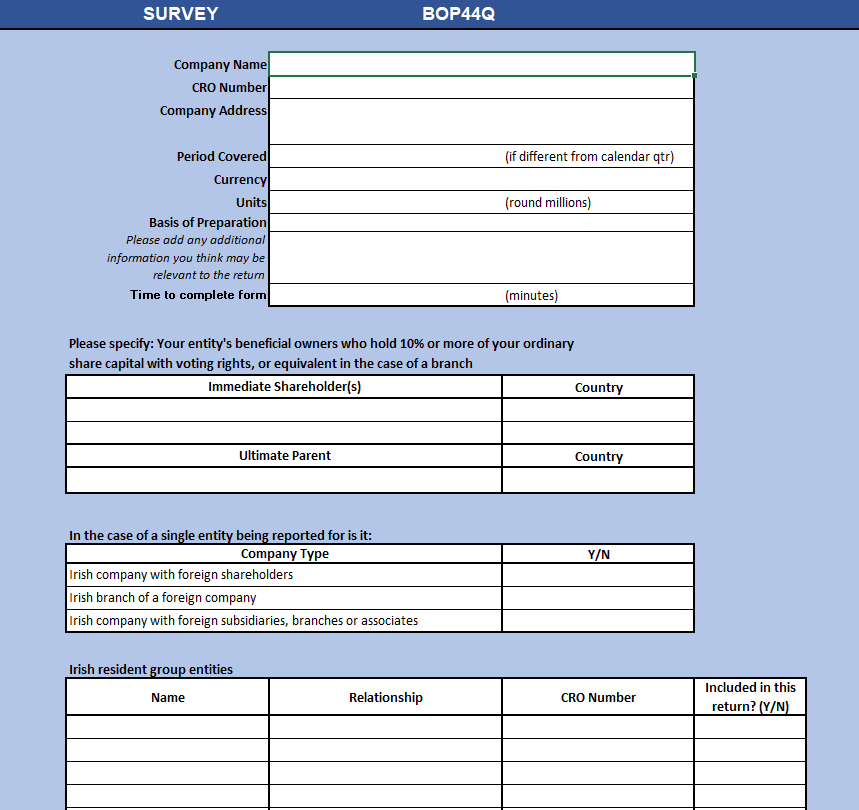 SURVEY BOP44Q
Company Name
CRO Number
Company Address
Period Covered (if different from calendar qtr)
Currency
Units (round millions)
Basis of Preparation
Please add any additional
information you think may be
relevant to the return
Time to complete form (minutes)
Please specify: Your entity's beneficial owners who hold 10% or more of your ordinary
share capital with voting rights, or equivalent in the case of a branch
Immediate Shareholder(s) Country
Ultimate Parent Country
In the case of a single entity being reported for is it:
Company Type Y/N
Irish company with foreign shareholders
Irish branch of a foreign company
Irish company with foreign subsidiaries, branches or associates
Irish resident group entities
Name Relationship CRO Number Included in this
return? (Y/N)